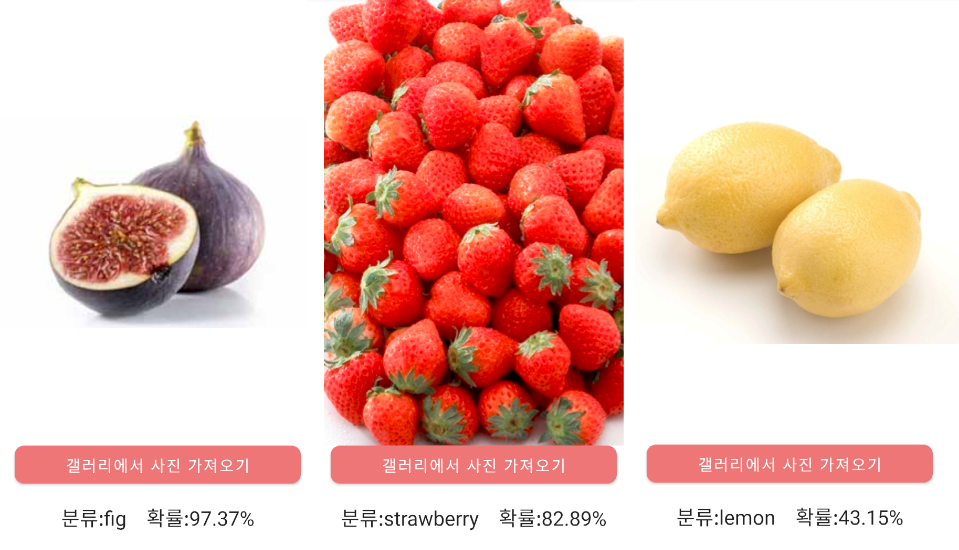 갤러리에서 사진 가져오기
분류:fig 확률:97.37%
갤러리에서 사진 가져오기
분류:strawberry 확률:82.89%
갤러리에서 사진 가져오기
분류:lemon 확률:43.15%